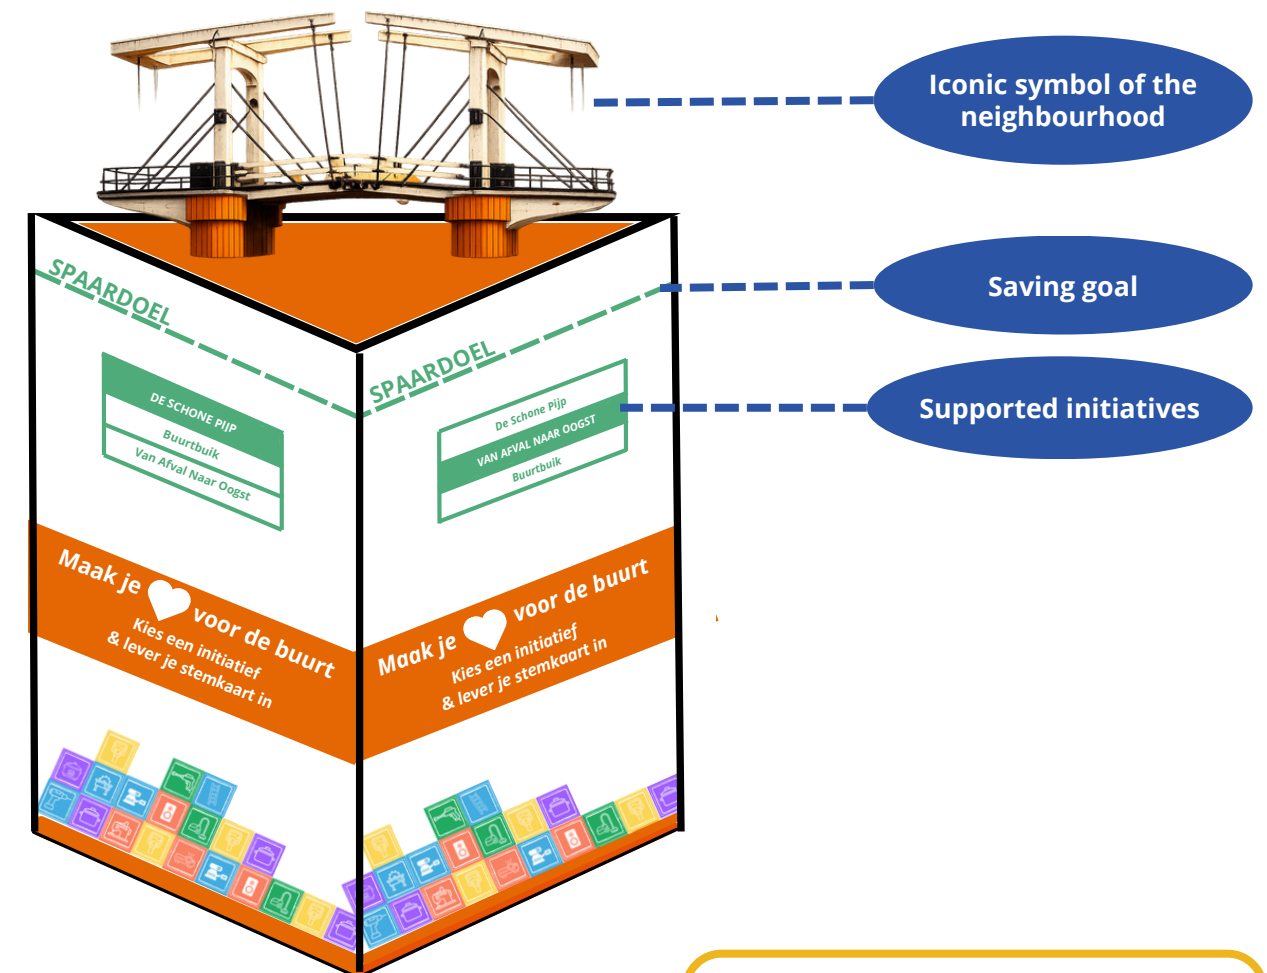 Iconic symbol of the
neighbourhood
Saving goal
Supported initiatives
SPAARDOEL
DE SCHONE PIJP
Buurtbuik
Van Afval Naar Oogst
Maak je
voor de buurt
Kies een initiatief
& lever je stemkaart in
SPAARDOEL
De Schone Pijp
VAN AFVAL NAAR OOGST
Buurtbuik
Maak je
voor de buurt
Kies een initiatief
& lever je stemkaart in